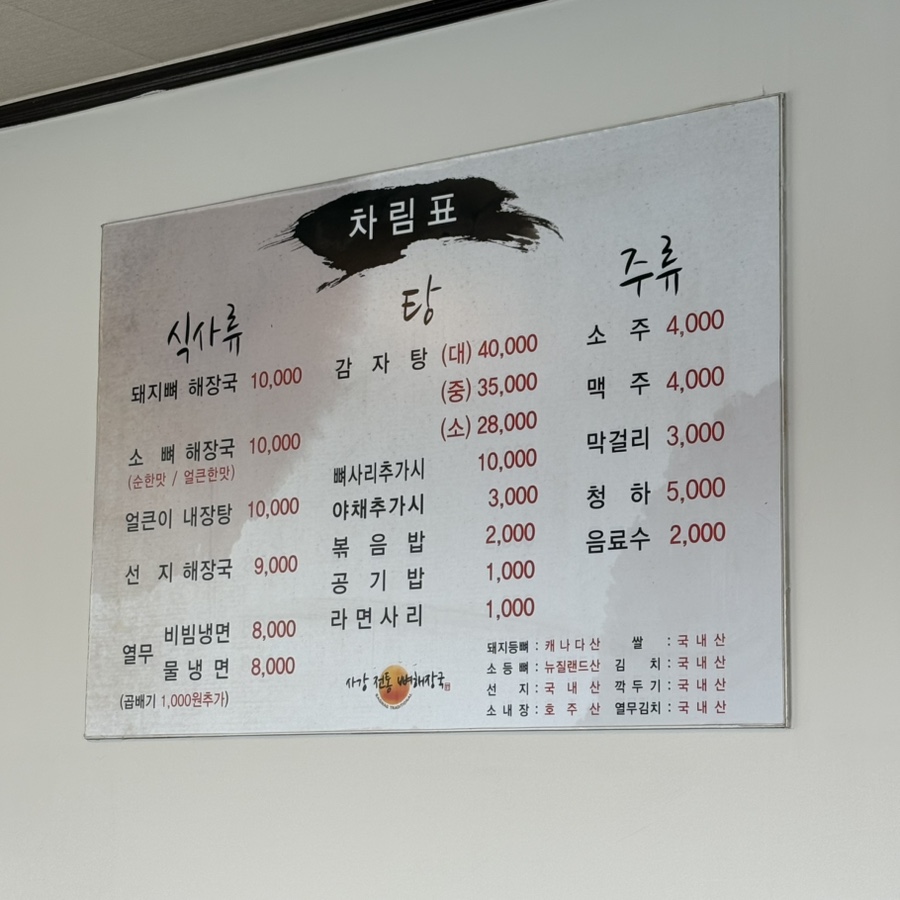 차림표
식사류
돼지뼈 해장국 10,000
소 뼈 해장국 10,000
(순한맛 / 얼큰한맛)
얼큰이 내장탕 10,000
선 지 해장국 9,000
열무 비빔냉면 8,000
물 냉 면 8,000
(곱배기 1,000원추가)
탕
감 자 탕 (대) 40,000
(중) 35,000
(소) 28,000
뼈사리추가시 10,000
야채추가시 3,000
볶 음 밥 2,000
공 기 밥 1,000
라면사리 1,000
사강 전통 뼈해장국
주류
소 주 4,000
맥 주 4,000
막걸리 3,000
청 하 5,000
음료수 2,000
돼지등뼈 : 캐나다산 쌀 : 국내산
소등뼈 : 뉴질랜드산 김 치 : 국내산
선 지 : 국 내 산 깍두기 : 국내산
소내장 : 호 주 산 열무김치 : 국내산